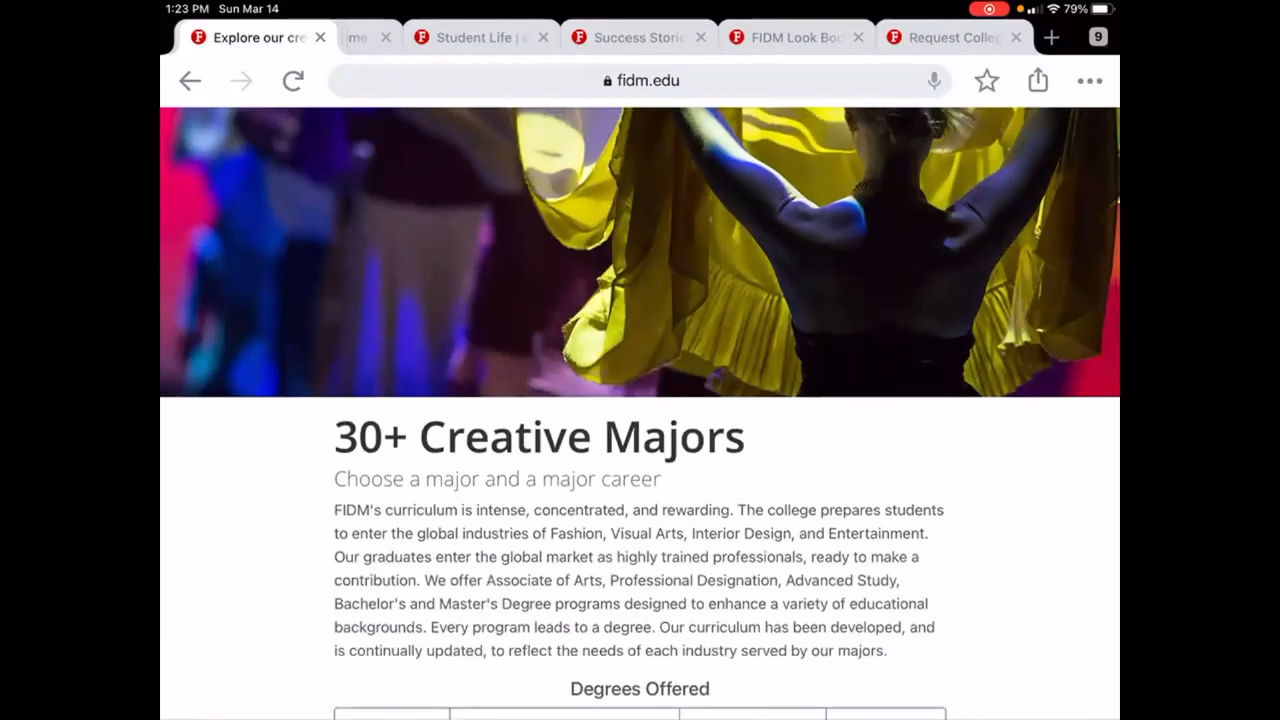 1:23 PM Sun Mar 14 79%
Explore our cre me Student Life | Success Storie FIDM Look Boo Request Colleg 9
fidm.edu
30+ Creative Majors
Choose a major and a major career
FIDM's curriculum is intense, concentrated, and rewarding. The college prepares students
to enter the global industries of Fashion, Visual Arts, Interior Design, and Entertainment.
Our graduates enter the global market as highly trained professionals, ready to make a
contribution. We offer Associate of Arts, Professional Designation, Advanced Study,
Bachelor's and Master's Degree programs designed to enhance a variety of educational
backgrounds. Every program leads to a degree. Our curriculum has been developed, and
is continually updated, to reflect the needs of each industry served by our majors.
Degrees Offered